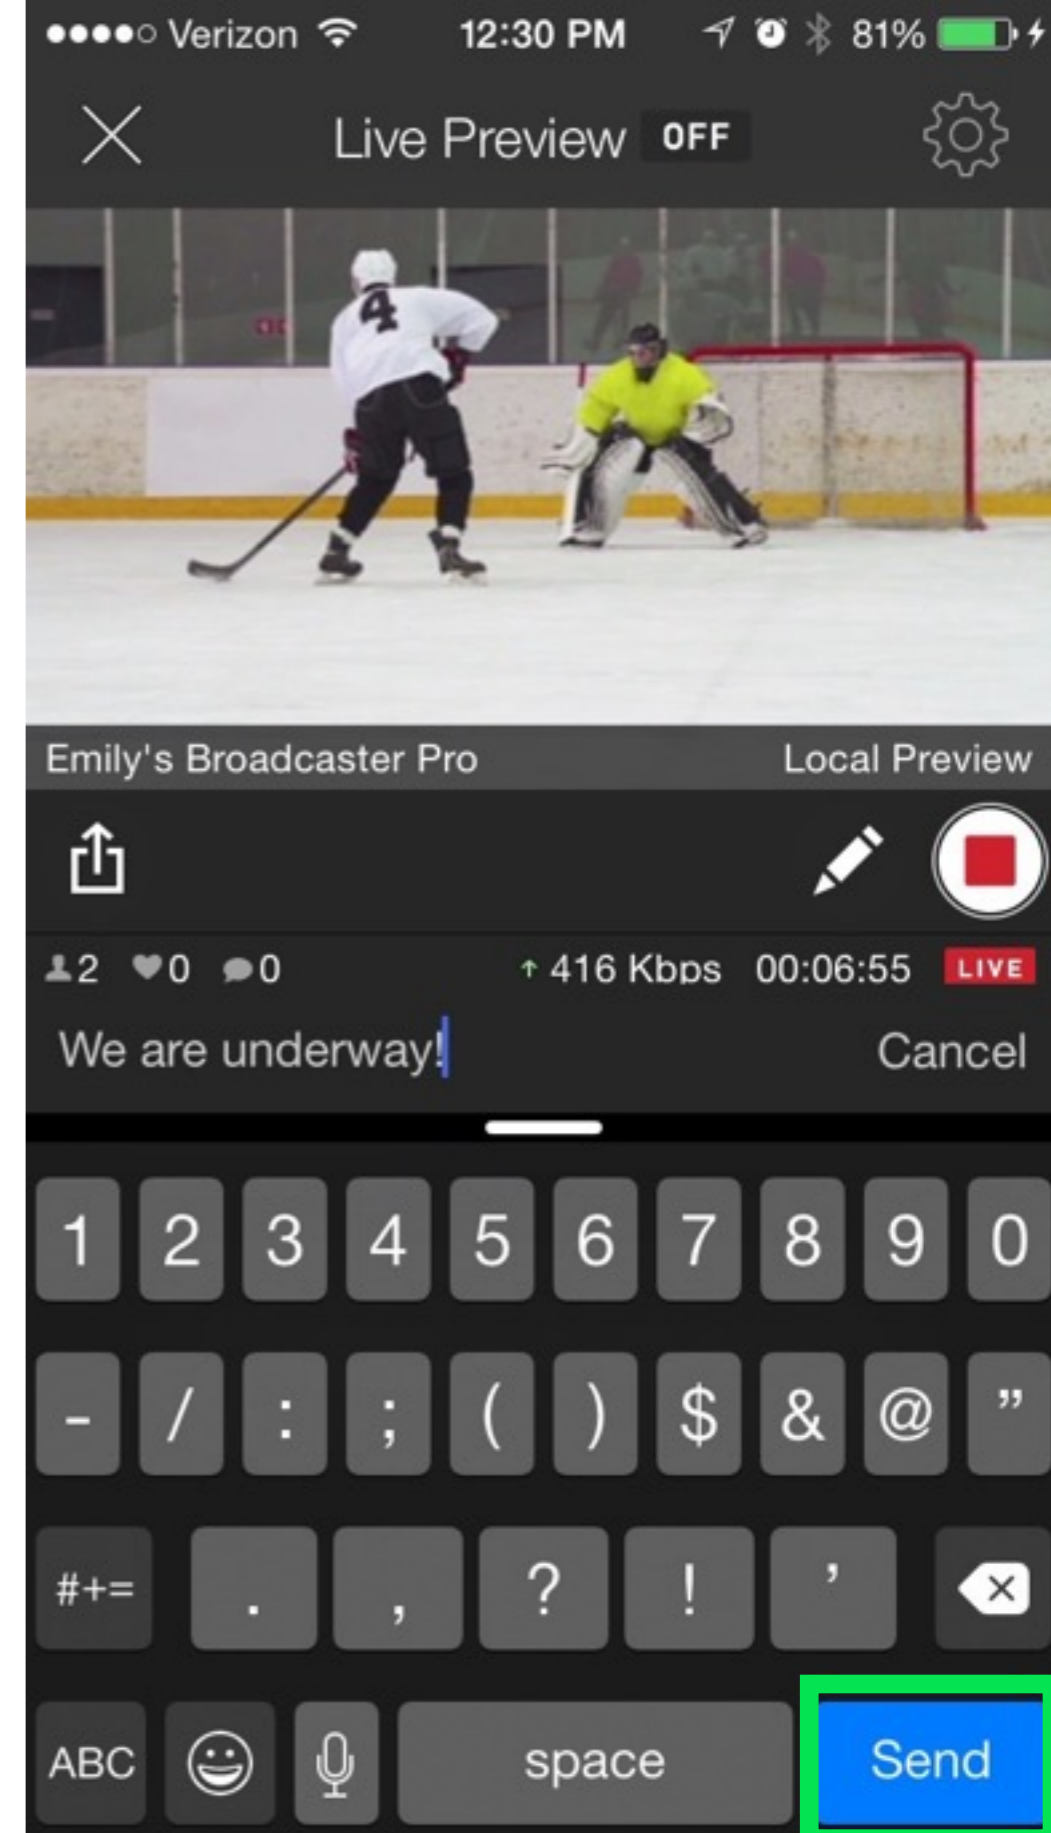 Verizon 12:30 PM 81%
Live Preview OFF
4
Emily's Broadcaster Pro Local Preview
2 0 0 ↑ 416 Kbps 00:06:55 LIVE
We are underway! Cancel
1 2 3 4 5 6 7 8 9 0
- / : ; ( ) $ & @ ”
#+= . , ? ! ’
ABC space Send